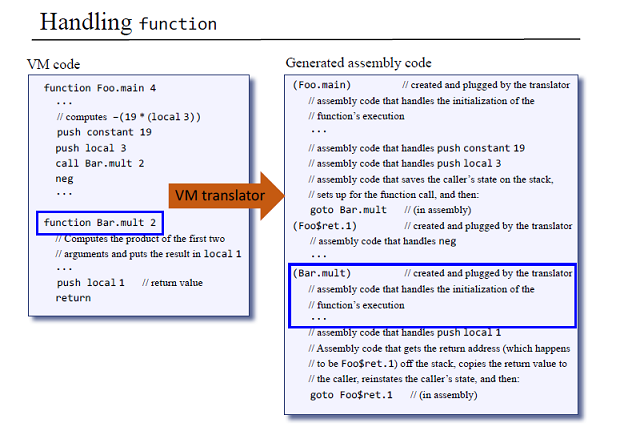 Handling function
VM code
function Foo.main 4
...
// computes -(19 * (local 3))
push constant 19
push local 3
call Bar.mult 2
neg
...
function Bar.mult 2
// Computes the product of the first two
// arguments and puts the result in local 1
...
push local 1 // return value
return
VM translator
Generated assembly code
(Foo.main) // created and plugged by the translator
// assembly code that handles the initialization of the
// function's execution
...
// assembly code that handles push constant 19
// assembly code that handles push local 3
// assembly code that saves the caller's state on the stack,
// sets up for the function call, and then:
goto Bar.mult // (in assembly)
(Foo$ret.1) // created and plugged by the translator
// assembly code that handles neg
...
(Bar.mult) // created and plugged by the translator
// assembly code that handles the initialization of the
// function's execution
...
// assembly code that handles push local 1
// Assembly code that gets the return address (which happens
// to be Foo$ret.1) off the stack, copies the return value to
// the caller, reinstates the caller's state, and then:
goto Foo$ret.1 // (in assembly)